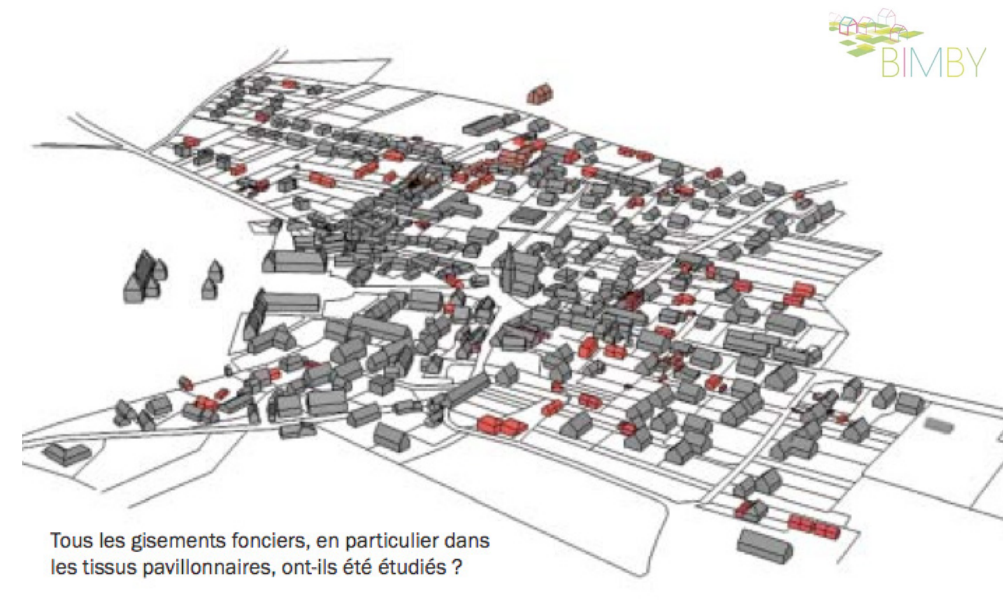 BIMBY
Tous les gisements fonciers, en particulier dans
les tissus pavillonnaires, ont-ils été étudiés ?